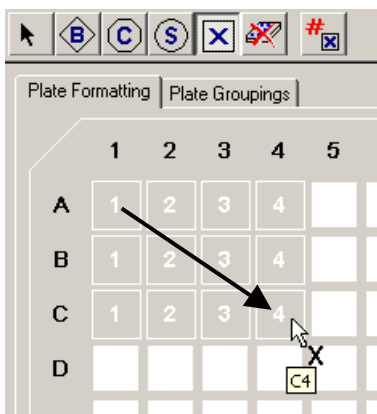 B C S X # x
Plate Formatting Plate Groupings
1 2 3 4 5
A 1 2 3 4
B 1 2 3 4
C 1 2 3 4
X
D C4